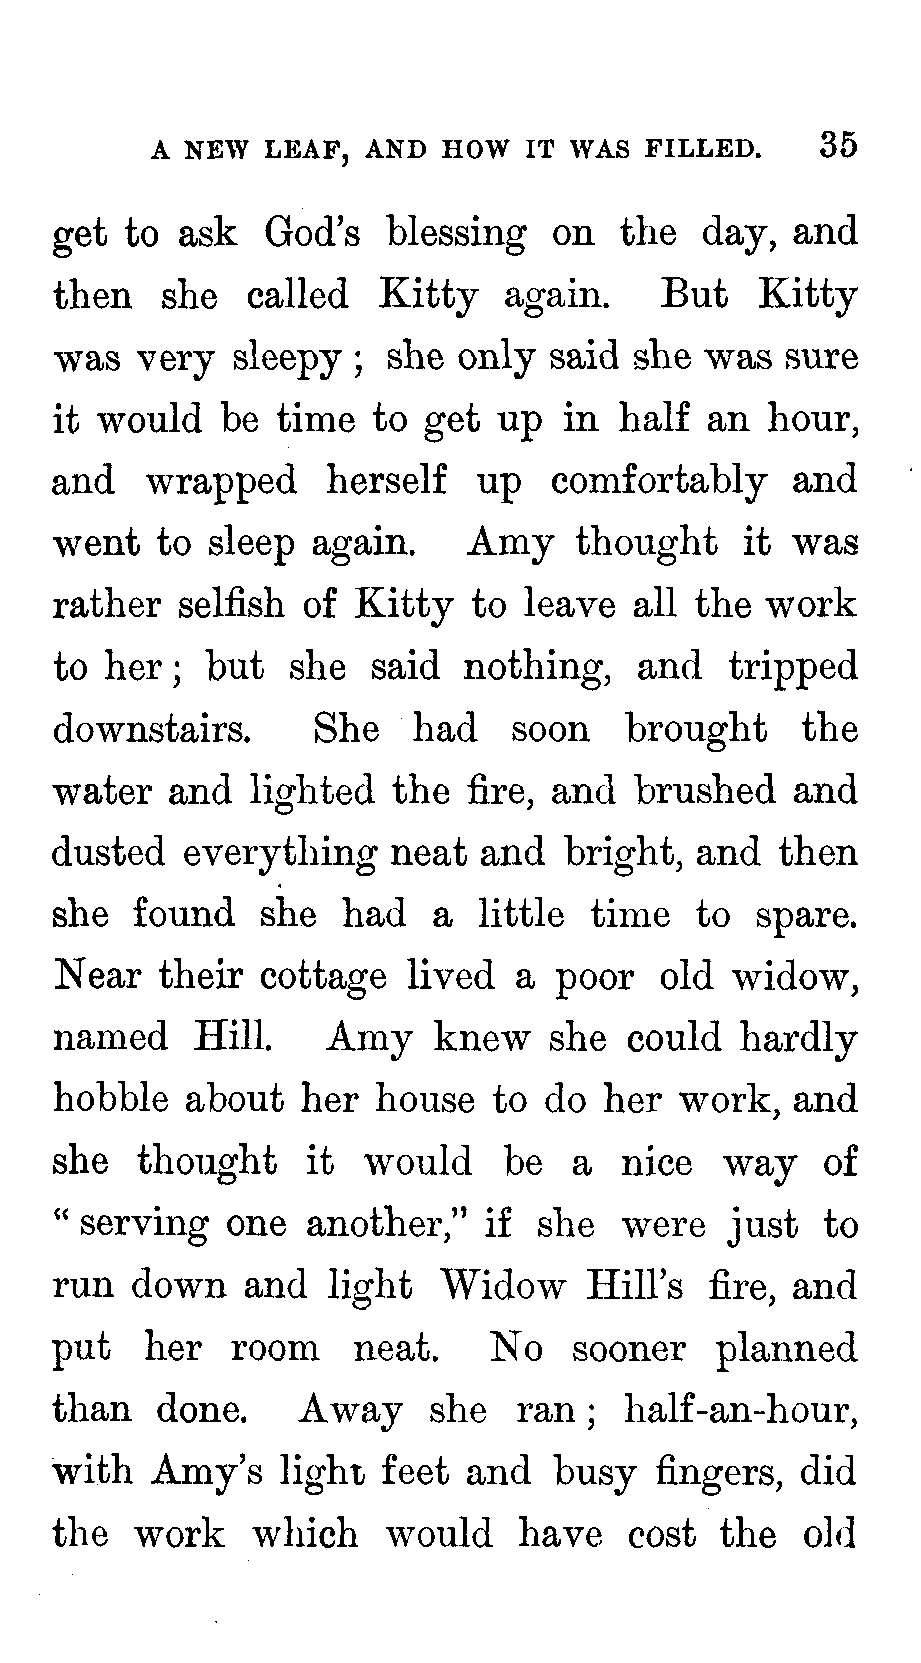 A NEW LEAF, AND HOW IT WAS FILLED. 35
get to ask God's blessing on the day, and
then she called Kitty again. But Kitty
was very sleepy ; she only said she was sure
it would be time to get up in half an hour,
and wrapped herself up comfortably and
went to sleep again. Amy thought it was
rather selfish of Kitty to leave all the work
to her ; but she said nothing, and tripped
downstairs. She had soon brought the
water and lighted the fire, and brushed and
dusted everything neat and bright, and then
she found she had a little time to spare.
Near their cottage lived a poor old widow,
named Hill. Amy knew she could hardly
hobble about her house to do her work, and
she thought it would be a nice way of
“ serving one another,” if she were just to
run down and light Widow Hill's fire, and
put her room neat. No sooner planned
than done. Away she ran ; half-an-hour,
with Amy's light feet and busy fingers, did
the work which would have cost the old